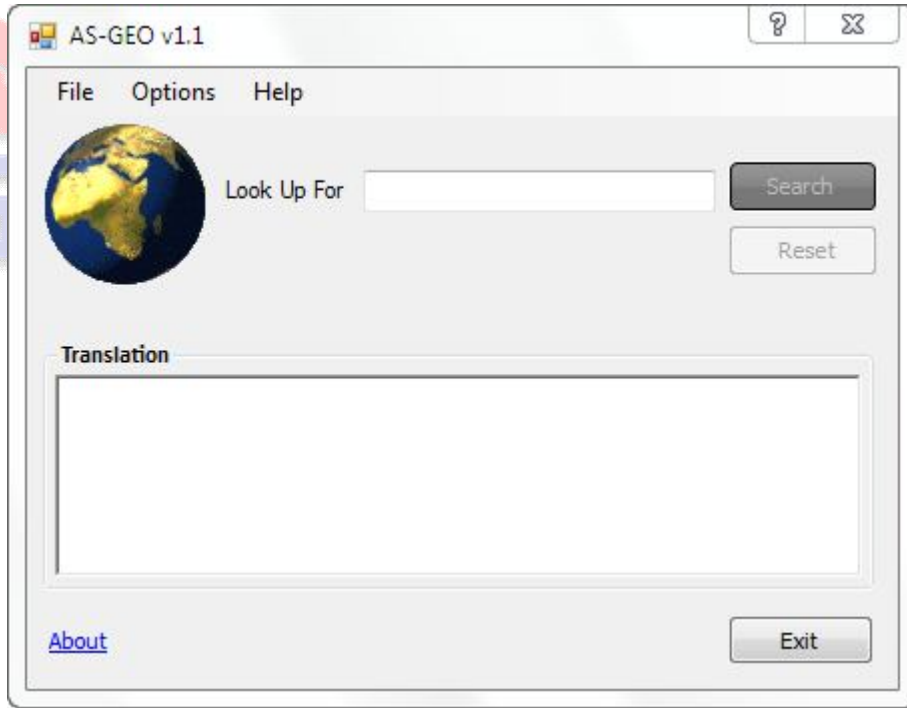 AS-GEO v1.1
File Options Help
Look Up For
Search
Reset
Translation
About
Exit